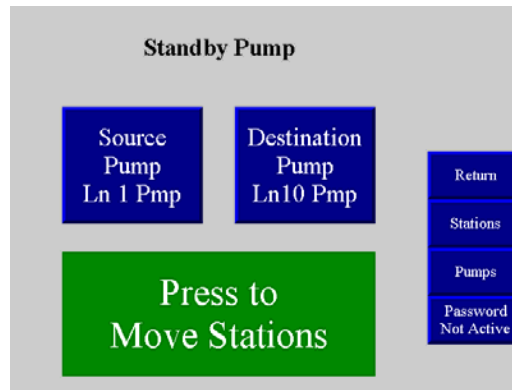 Standby Pump
Source
Pump
Ln 1 Pmp
Destination
Pump
Ln10 Pmp
Press to
Move Stations
Return
Stations
Pumps
Password
Not Active